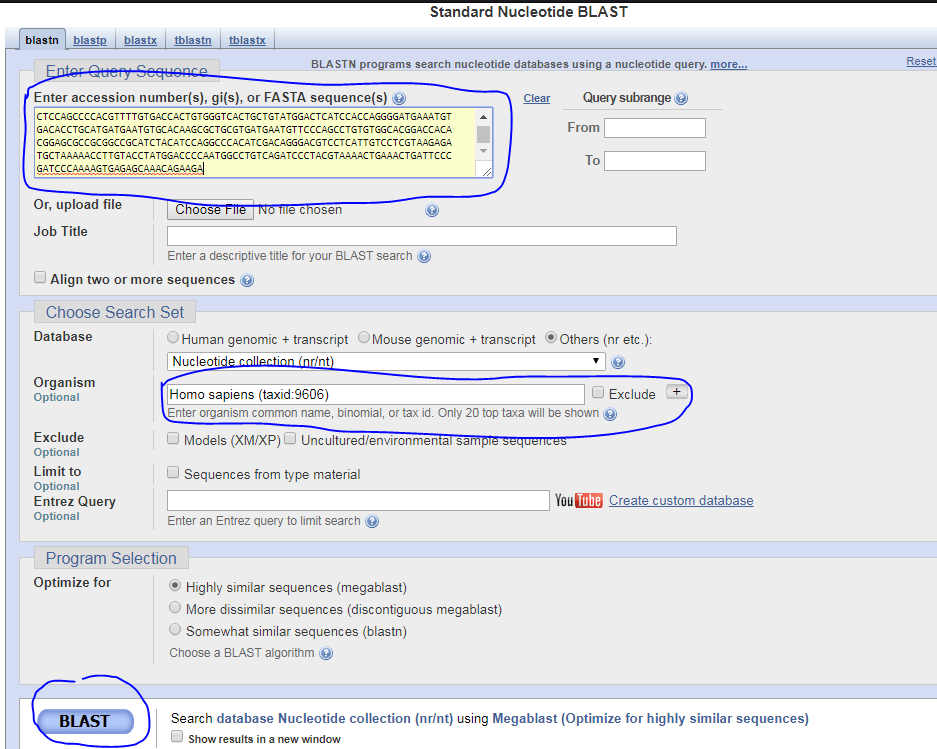 Standard Nucleotide BLAST
blastn blastp blastx tblastn tblastx
Enter Query Sequence
BLASTN programs search nucleotide databases using a nucleotide query. more...
Reset
Enter accession number(s), gi(s), or FASTA sequence(s)
Clear
Query subrange
CTCCAGCCCCACGTTTTGTGACCACTGTGGGTCACTGCTGTATGGACTCATCCACCAGGGGATGAAATGT
GACACCTGCATGATGAATGTGCACAAGCGCTGCGTGATGAATGTTCCCAGCCTGTGTGGCACGGACCACA
CGGAGCGCCGCGGCCGCATCTACATCCAGGCCCACATCGACAGGGACGTCCTCATTGTCCTCGTAAGAGA
TGCTAAAAACCTTGTACCTATGGACCCCAATGGCCTGTCAGATCCCTACGTAAAACTGAAACTGATTCCC
GATCCCAAAAGTGAGAGCAAACAGAAGA
From
To
Or, upload file
Choose File No file chosen
Job Title
Enter a descriptive title for your BLAST search
Align two or more sequences
Choose Search Set
Database
Human genomic + transcript Mouse genomic + transcript Others (nr etc.):
Nucleotide collection (nr/nt)
Organism
Optional
Homo sapiens (taxid:9606)
Exclude +
Enter organism common name, binomial, or tax id. Only 20 top taxa will be shown
Exclude
Optional
Models (XM/XP) Uncultured/environmental sample sequences
Limit to
Optional
Sequences from type material
Entrez Query
Optional
YouTube Create custom database
Enter an Entrez query to limit search
Program Selection
Optimize for
Highly similar sequences (megablast)
More dissimilar sequences (discontiguous megablast)
Somewhat similar sequences (blastn)
Choose a BLAST algorithm
BLAST
Search database Nucleotide collection (nr/nt) using Megablast (Optimize for highly similar sequences)
Show results in a new window